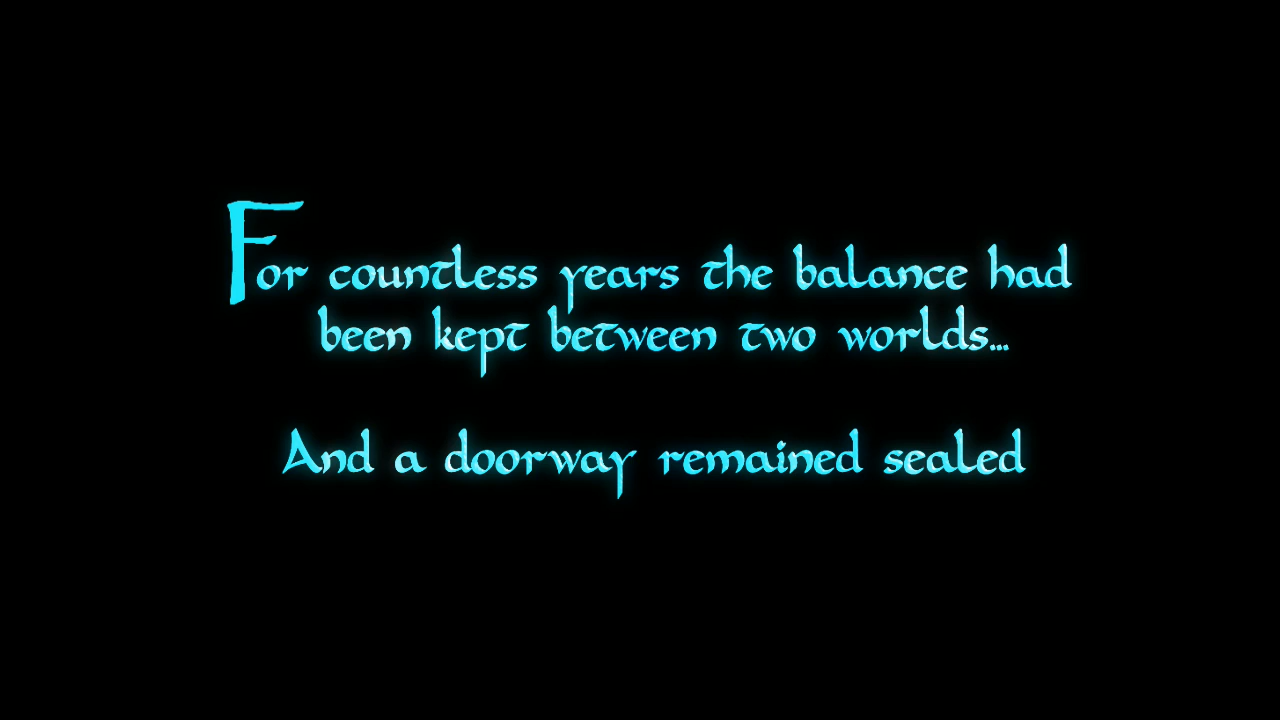 For countless years the balance had
been kept between two worlds...
And a doorway remained sealed